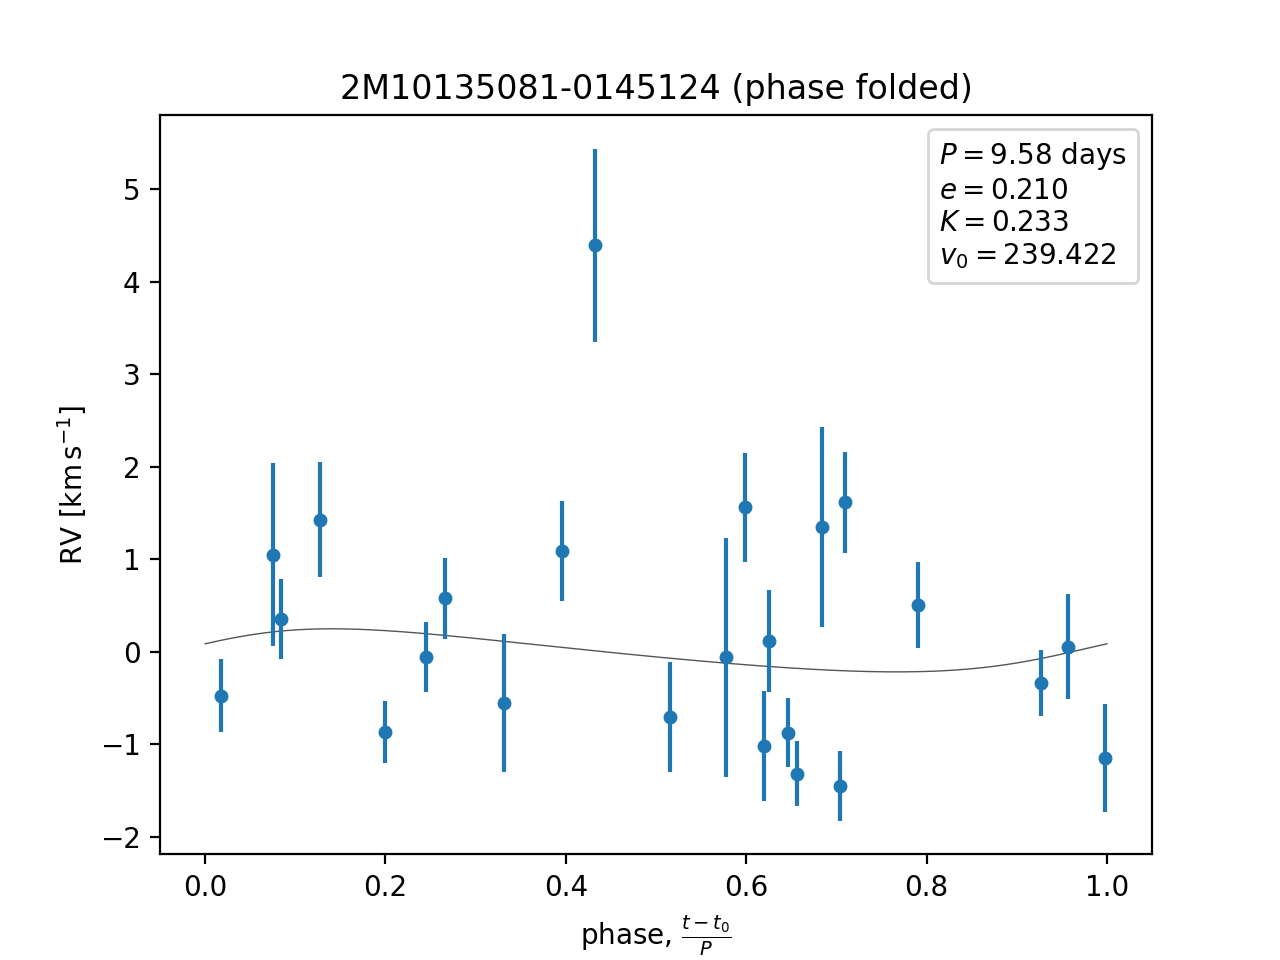 2M10135081-0145124 (phase folded)
P = 9.58 days
e = 0.210
K = 0.233
v₀ = 239.422
5
4
3
2
1
0
−1
−2
RV [km s⁻¹]
0.0 0.2 0.4 0.6 0.8 1.0
phase, (t − t₀)/P